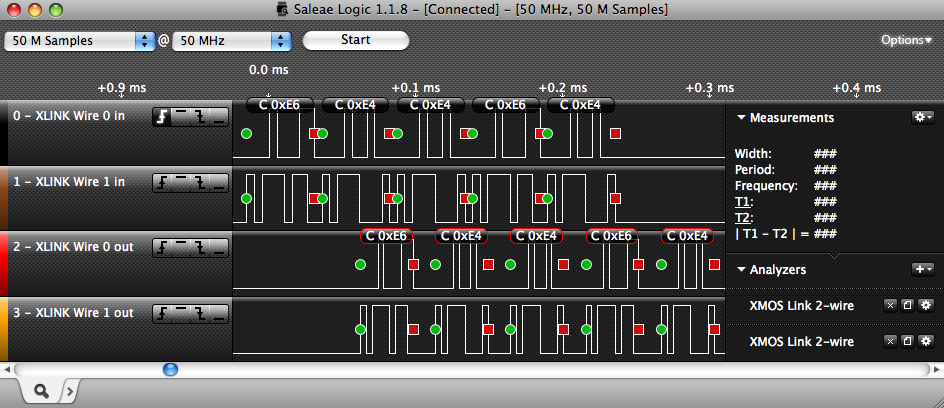 Saleae Logic 1.1.8 - [Connected] - [50 MHz, 50 M Samples]
50 M Samples @ 50 MHz Start Options
0.0 ms
+0.9 ms +0.1 ms +0.2 ms +0.3 ms +0.4 ms
C 0xE6 C 0xE4 C 0xE4 C 0xE6 C 0xE4
0 - XLINK Wire 0 in
1 - XLINK Wire 1 in
C 0xE6 C 0xE4 C 0xE4 C 0xE6 C 0xE4
2 - XLINK Wire 0 out
3 - XLINK Wire 1 out
Measurements
Width: ###
Period: ###
Frequency: ###
T1: ###
T2: ###
| T1 - T2 | = ###
Analyzers
XMOS Link 2-wire
XMOS Link 2-wire